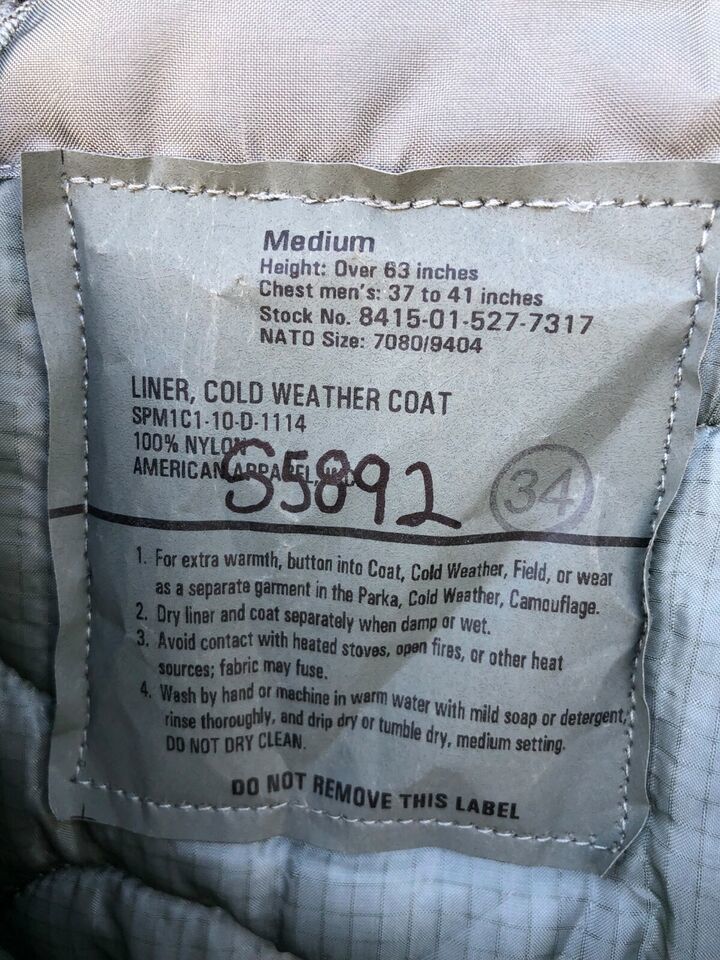 Medium
Height: Over 63 inches
Chest men's: 37 to 41 inches
Stock No. 8415-01-527-7317
NATO Size: 7080/9404
LINER, COLD WEATHER COAT
SPM1C1-10-D-1114
100% NYLON
AMERICAN APPAREL,
S5892
34
1. For extra warmth, button into Coat, Cold Weather, Field, or wear
as a separate garment in the Parka, Cold Weather, Camouflage.
2. Dry liner and coat separately when damp or wet.
3. Avoid contact with heated stoves, open fires, or other heat
sources; fabric may fuse.
4. Wash by hand or machine in warm water with mild soap or detergent,
rinse thoroughly, and drip dry or tumble dry, medium setting.
DO NOT DRY CLEAN.
DO NOT REMOVE THIS LABEL